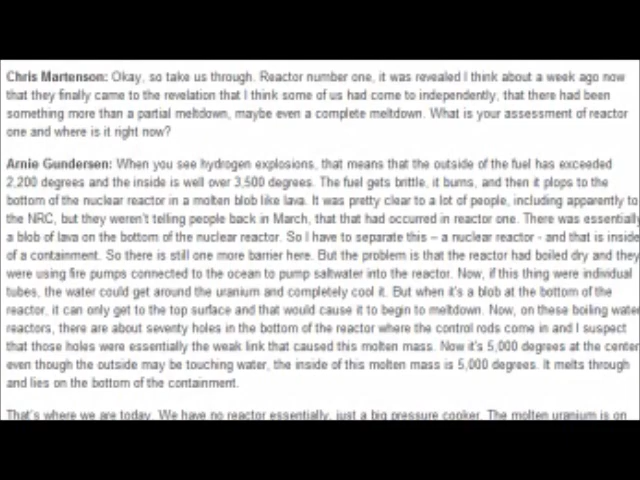 Chris Martenson: Okay, so take us through. Reactor number one, it was revealed I think about a week ago now
that they finally came to the revelation that I think some of us had come to independently, that there had been
something more than a partial meltdown, maybe even a complete meltdown. What is your assessment of reactor
one and where is it right now?
Arnie Gundersen: When you see hydrogen explosions, that means that the outside of the fuel has exceeded
2,200 degrees and the inside is well over 3,500 degrees. The fuel gets brittle, it burns, and then it plops to the
bottom of the nuclear reactor in a molten blob like lava. It was pretty clear to a lot of people, including apparently to
the NRC, but they weren't telling people back in March, that that had occurred in reactor one. There was essentially
a blob of lava on the bottom of the nuclear reactor. So I have to separate this – a nuclear reactor - and that is inside
of a containment. So there is still one more barrier here. But the problem is that the reactor had boiled dry and they
were using fire pumps connected to the ocean to pump saltwater into the reactor. Now, if this thing were individual
tubes, the water could get around the uranium and completely cool it. But when it's a blob at the bottom of the
reactor, it can only get to the top surface and that would cause it to begin to meltdown. Now, on these boiling water
reactors, there are about seventy holes in the bottom of the reactor where the control rods come in and I suspect
that those holes were essentially the weak link that caused this molten mass. Now it's 5,000 degrees at the center
even though the outside may be touching water, the inside of this molten mass is 5,000 degrees. It melts through
and lies on the bottom of the containment.
That's where we are today. We have no reactor essentially, just a big pressure cooker. The molten uranium is on